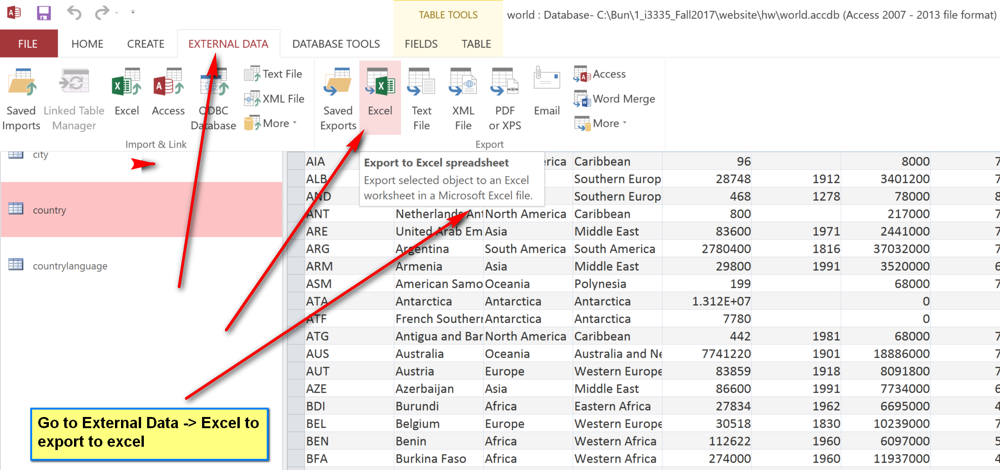 TABLE TOOLS
world : Database- C:\Bun\1_i3335_Fall2017\website\hw\world.accdb (Access 2007 - 2013 file format)
FILE HOME CREATE EXTERNAL DATA DATABASE TOOLS FIELDS TABLE
Saved Imports
Linked Table Manager
Excel
Access
ODBC Database
Text File
XML File
More
Import & Link
Saved Exports
Excel
Text File
XML File
PDF or XPS
Email
Access
Word Merge
More
Export
city
country
countrylanguage
Export to Excel spreadsheet
Export selected object to an Excel
worksheet in a Microsoft Excel file.
AIA rica Caribbean 96 8000 7
ALB Southern Europ 28748 1912 3401200 7
AND Southern Europ 468 1278 78000 8
ANT Netherlands Ant North America Caribbean 800 217000 7
ARE United Arab Em Asia Middle East 83600 1971 2441000 7
ARG Argentina South America South America 2780400 1816 37032000 7
ARM Armenia Asia Middle East 29800 1991 3520000 6
ASM American Samo Oceania Polynesia 199 68000 7
ATA Antarctica Antarctica Antarctica 1.312E+07 0
ATF French Southern Antarctica Antarctica 7780 0
ATG Antigua and Bar North America Caribbean 442 1981 68000 7
AUS Australia Oceania Australia and Ne 7741220 1901 18886000 7
AUT Austria Europe Western Europe 83859 1918 8091800 7
AZE Azerbaijan Asia Middle East 86600 1991 7734000 6
BDI Burundi Africa Eastern Africa 27834 1962 6695000 4
BEL Belgium Europe Western Europe 30518 1830 10239000 7
BEN Benin Africa Western Africa 112622 1960 6097000 5
BFA Burkina Faso Africa Western Africa 274000 1960 11937000 4
Go to External Data -> Excel to
export to excel